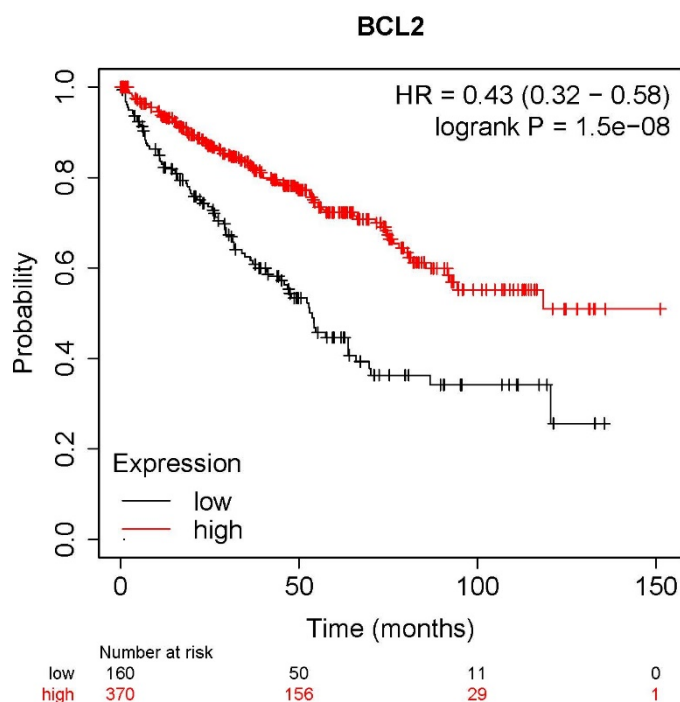 BCL2
HR = 0.43 (0.32 − 0.58)
logrank P = 1.5e−08
Probability
1.0
0.8
0.6
0.4
0.2
0.0
Expression
low
high
0 50 100 150
Time (months)
Number at risk
low 160 50 11 0
high 370 156 29 1